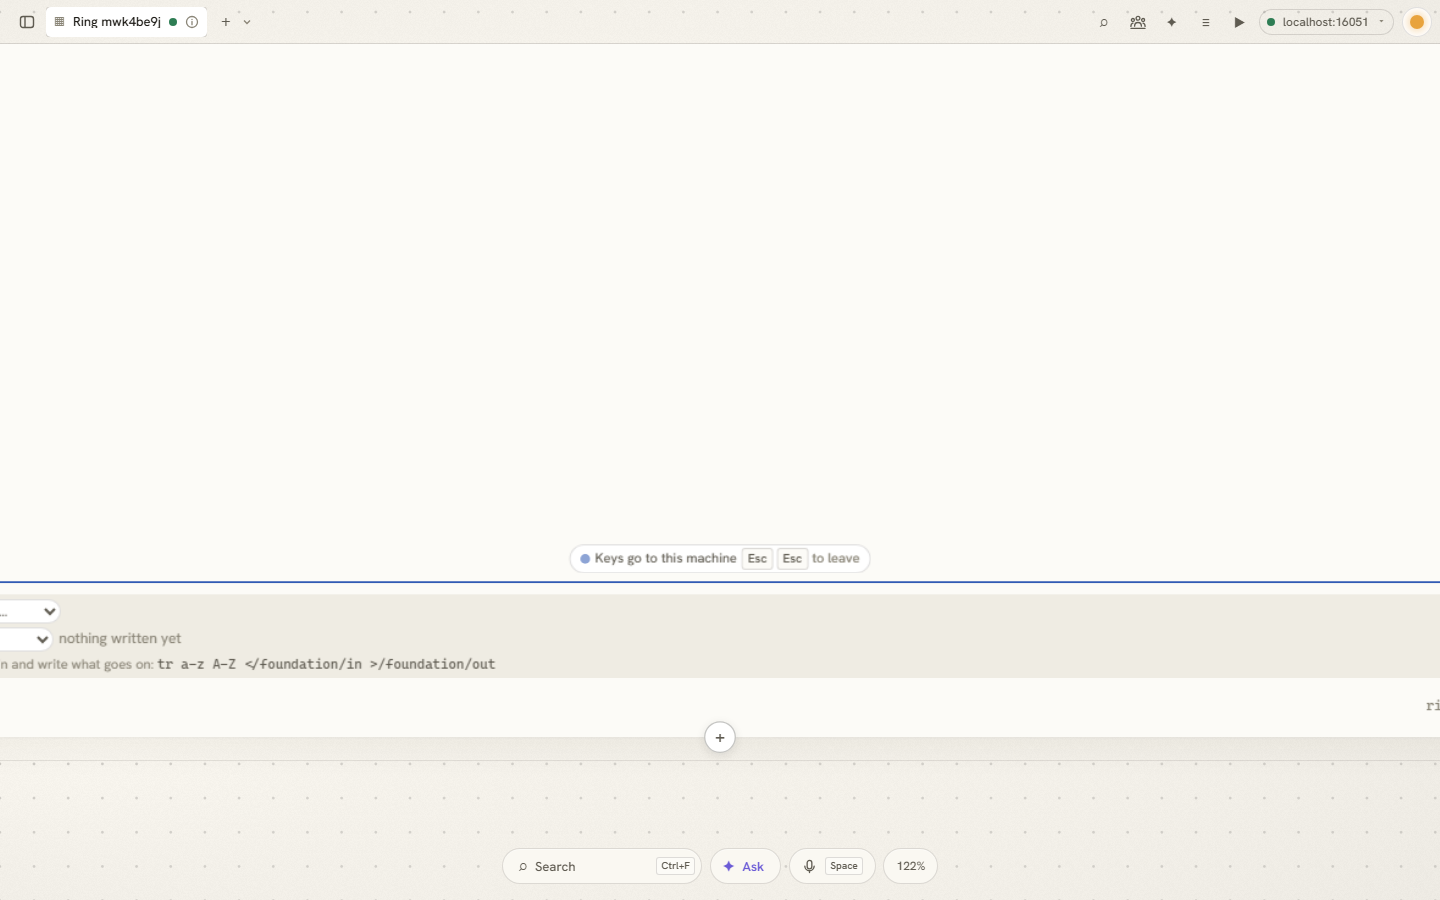 Ring mwk4be9j
localhost:16051
Keys go to this machine Esc Esc to leave
nothing written yet
and write what goes on: tr a-z A-Z </foundation/in >/foundation/out
Search Ctrl+F
Ask
Space
122%